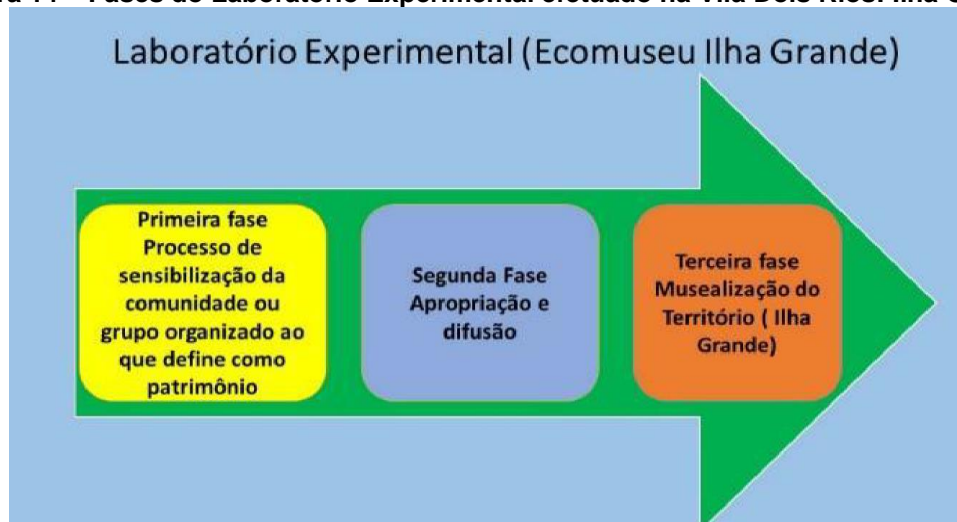 Fases do Laboratório Experimental efetuado na Vila Dois Rios. Ilha
Laboratório Experimental (Ecomuseu Ilha Grande)
Primeira fase
Processo de
sensibilização da
comunidade ou
grupo organizado ao
que define como
patrimônio
Segunda Fase
Apropriação e
difusão
Terceira fase
Musealização do
Território ( Ilha
Grande)